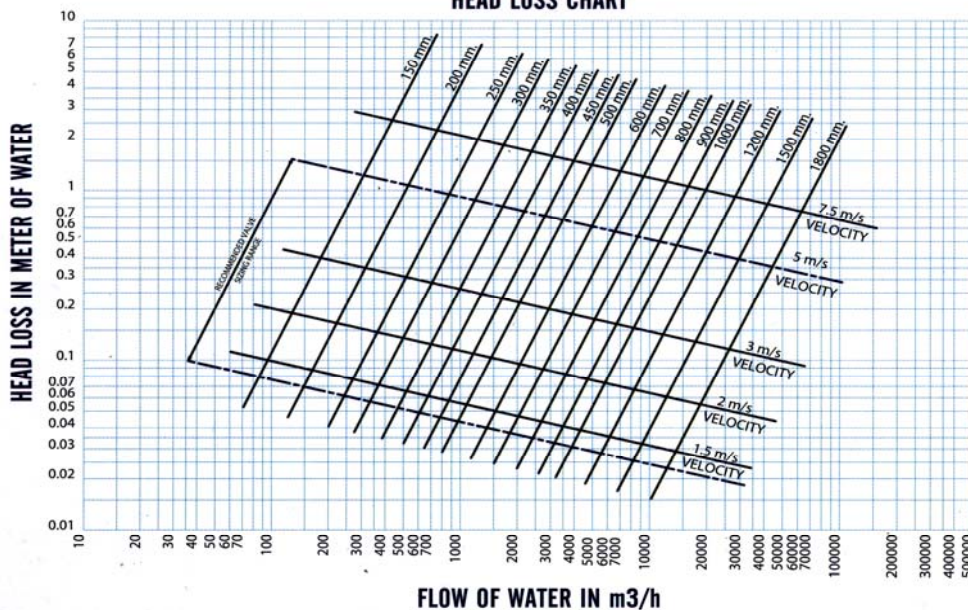 HEAD LOSS CHART
HEAD LOSS IN METER OF WATER
10
7
6
5
4
3
2
1
0.7
0.6
0.5
0.4
0.3
0.2
0.1
0.07
0.06
0.05
0.04
0.03
0.02
0.01
150 mm.
200 mm.
250 mm.
300 mm.
350 mm.
400 mm.
450 mm.
500 mm.
600 mm.
700 mm.
800 mm.
900 mm.
1000 mm.
1200 mm.
1500 mm.
1800 mm.
RECOMMENDED VALVE
SIZING RANGE
7.5 m/s
VELOCITY
5 m/s
VELOCITY
3 m/s
VELOCITY
2 m/s
VELOCITY
1.5 m/s
VELOCITY
10
20
30
40
50
60
70
100
200
300
400
500
600
700
1000
2000
3000
4000
5000
6000
7000
10000
20000
30000
40000
50000
60000
70000
100000
200000
300000
400000
FLOW OF WATER IN m3/h